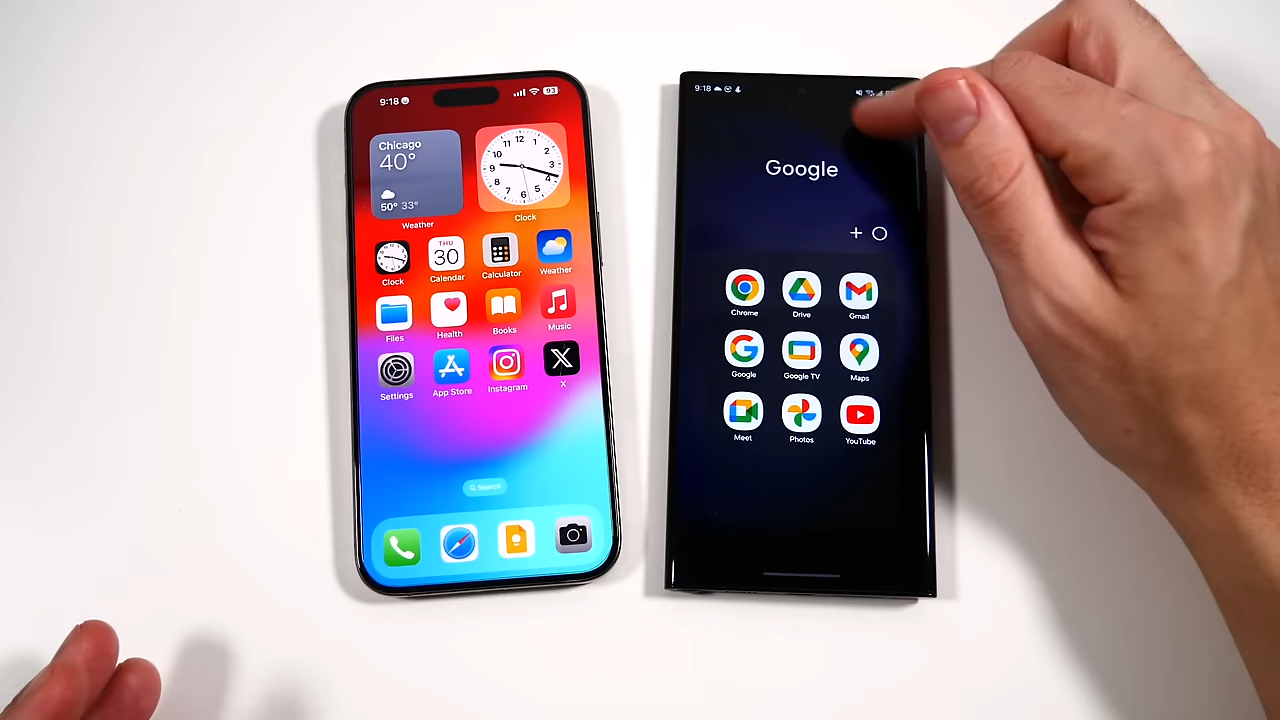 9:18
93
Chicago
40°
50° 33°
Weather
12
11
1
10
2
9
3
8
4
7
5
6
Clock
THU
30
Clock
Calendar
Calculator
Weather
Files
Health
Books
Music
Settings
App Store
Instagram
X
Search
9:18
Google
+
Chrome
Drive
Gmail
Google
Google TV
Maps
Meet
Photos
YouTube